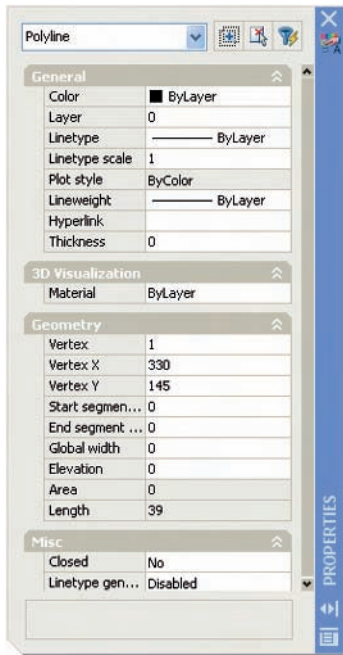 Polyline
General
Color ByLayer
Layer 0
Linetype ByLayer
Linetype scale 1
Plot style ByColor
Lineweight ByLayer
Hyperlink
Thickness 0
3D Visualization
Material ByLayer
Geometry
Vertex 1
Vertex X 330
Vertex Y 145
Start segmen... 0
End segment ... 0
Global width 0
Elevation 0
Area 0
Length 39
Misc
Closed No
Linetype gen... Disabled
PROPERTIES